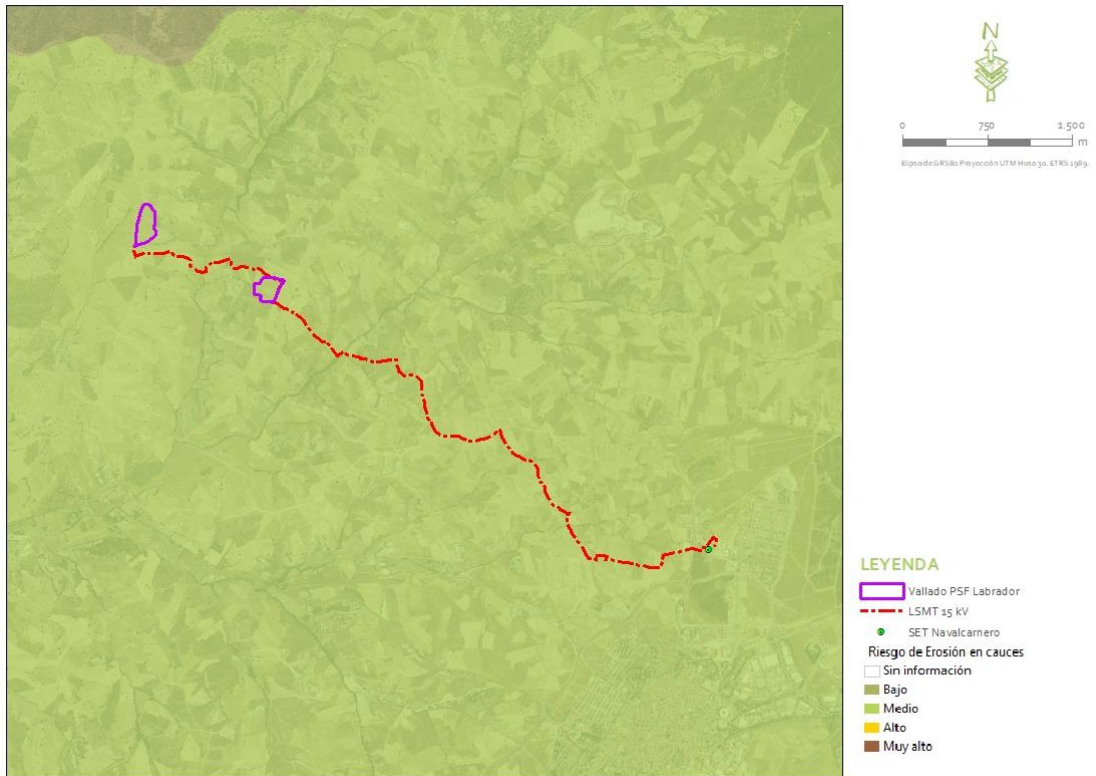 N
0 750 1.500
m
Elipsoide GRS80 Proyección UTM Huso 30, ETRS 1989.
LEYENDA
Vallado PSF Labrador
LSMT 15 kV
SET Navalcarnero
Riesgo de Erosión en cauces
Sin información
Bajo
Medio
Alto
Muy alto